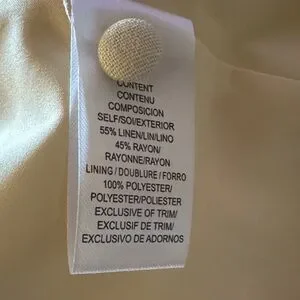 CONTENT
CONTENU
COMPOSICION
SELF/SOI/EXTERIOR
55% LINEN/LIN/LINO
45% RAYON/
RAYONNE/RAYON
LINING / DOUBLURE / FORRO
100% POLYESTER/
POLYESTER/POLIESTER
EXCLUSIVE OF TRIM/
EXCLUSIF DE TRIM/
EXCLUSIVO DE ADORNOS